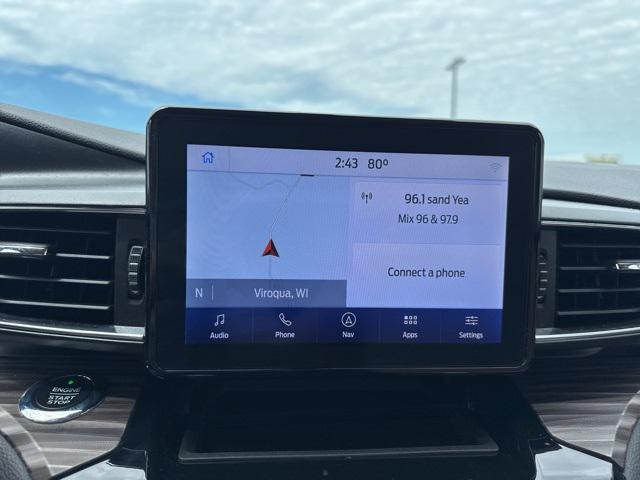 2:43 80°
96.1 sand Yea
Mix 96 & 97.9
Connect a phone
N | Viroqua, WI
Audio Phone Nav Apps Settings
ENGINE
START
STOP